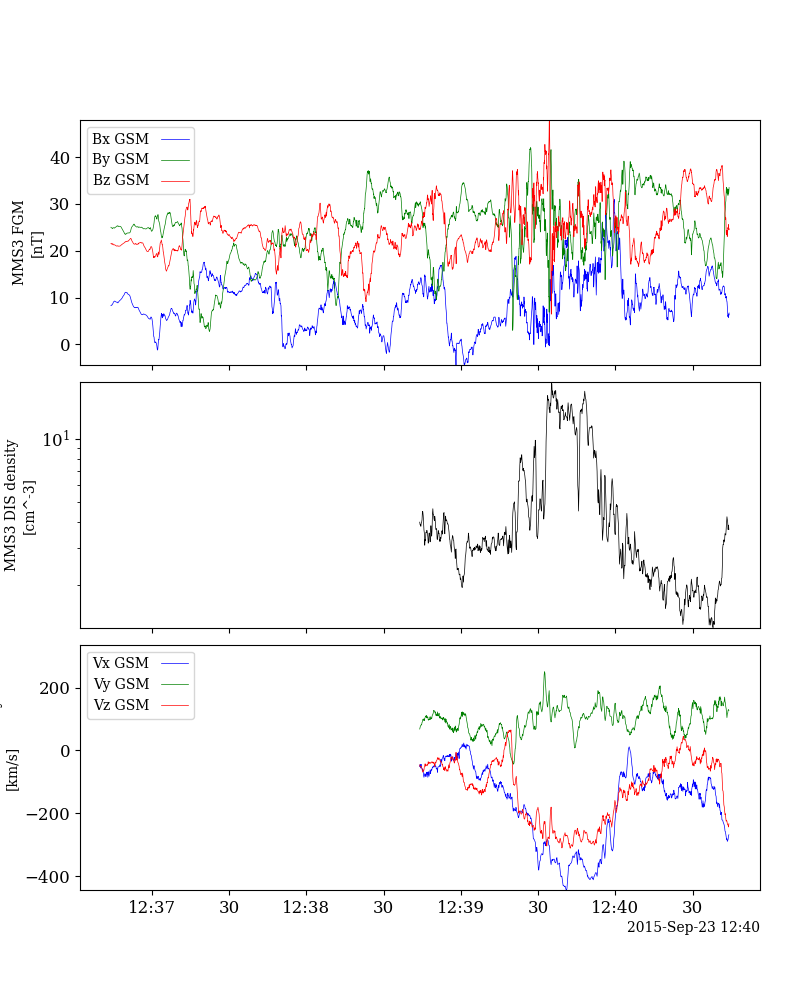 MMS3 FGM
[nT]
40
30
20
10
0
Bx GSM
By GSM
Bz GSM
MMS3 DIS density
[cm^-3]
10^1
[km/s]
200
0
−200
−400
Vx GSM
Vy GSM
Vz GSM
12:37 30 12:38 30 12:39 30 12:40 30
2015-Sep-23 12:40